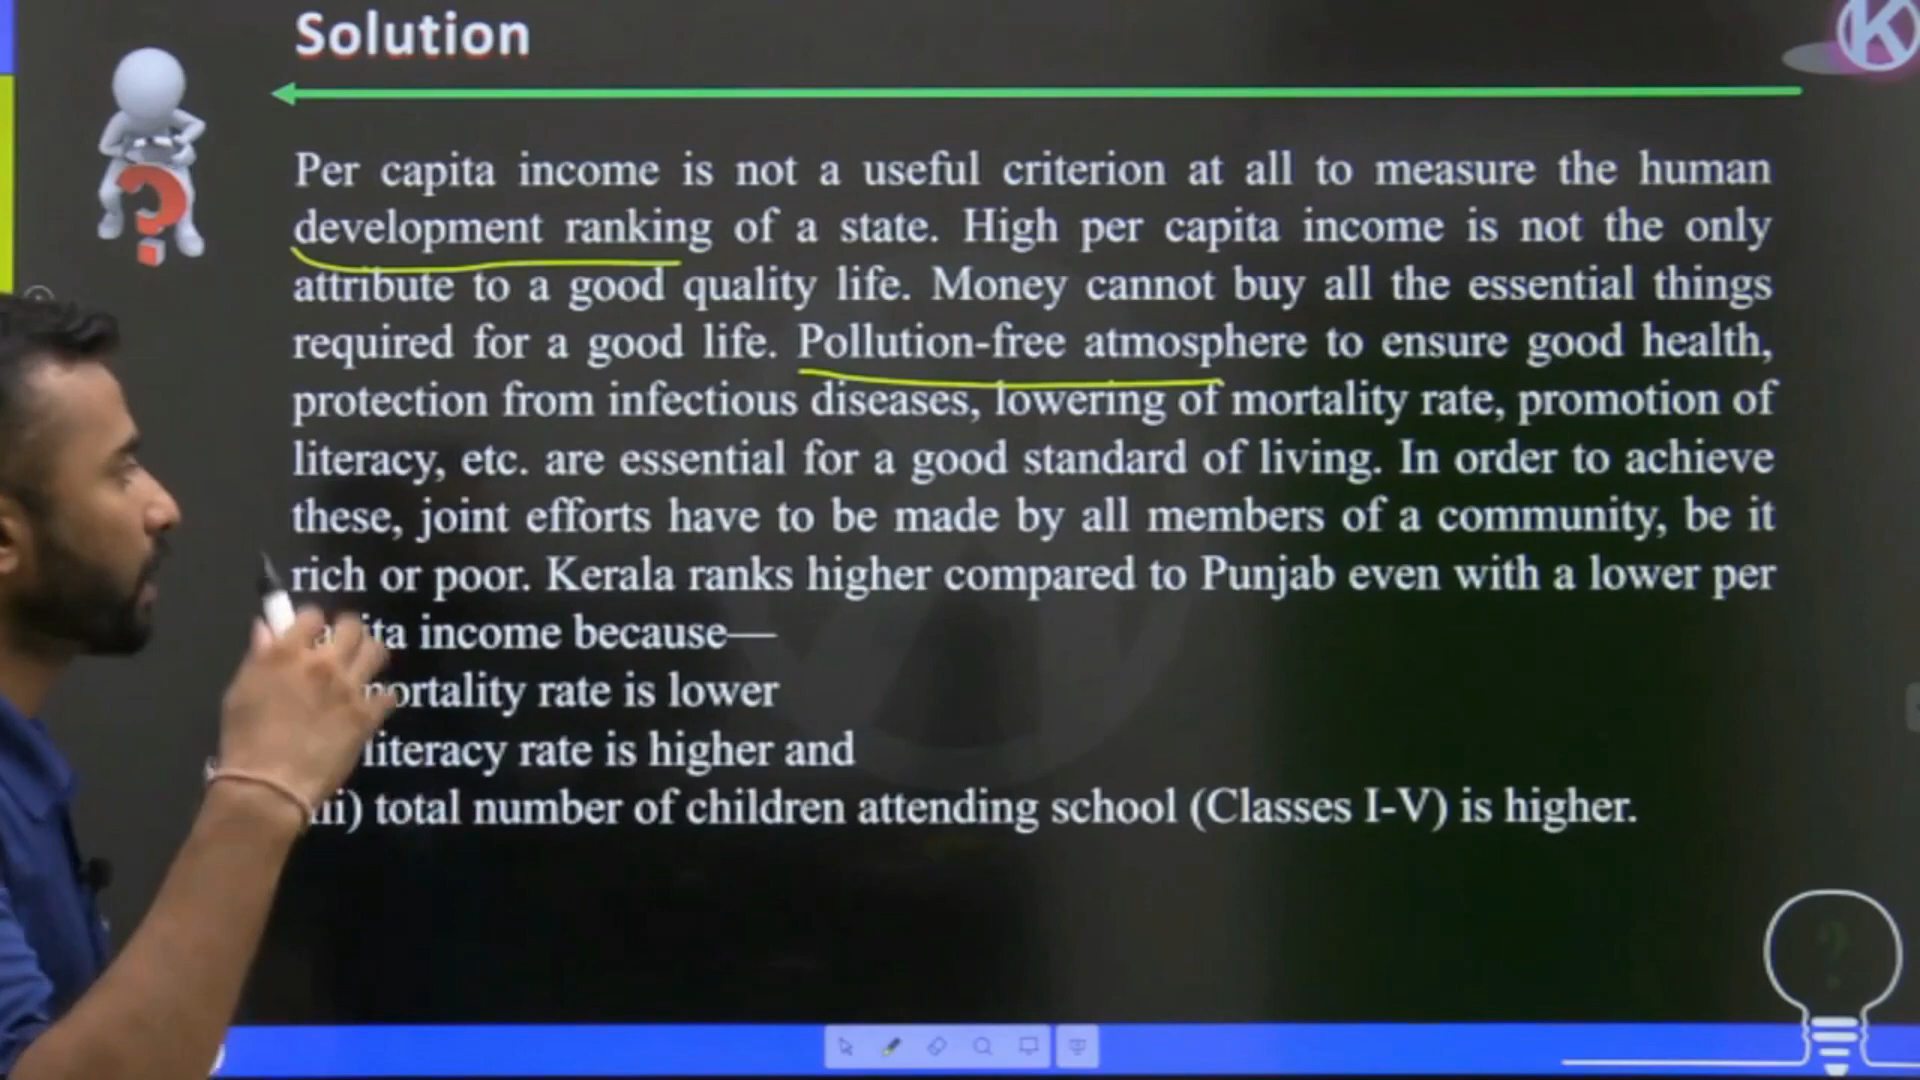 Solution
Per capita income is not a useful criterion at all to measure the human
development ranking of a state. High per capita income is not the only
attribute to a good quality life. Money cannot buy all the essential things
required for a good life. Pollution-free atmosphere to ensure good health,
protection from infectious diseases, lowering of mortality rate, promotion of
literacy, etc. are essential for a good standard of living. In order to achieve
these, joint efforts have to be made by all members of a community, be it
rich or poor. Kerala ranks higher compared to Punjab even with a lower per
income because—
mortality rate is lower
literacy rate is higher and
total number of children attending school (Classes I-V) is higher.
K